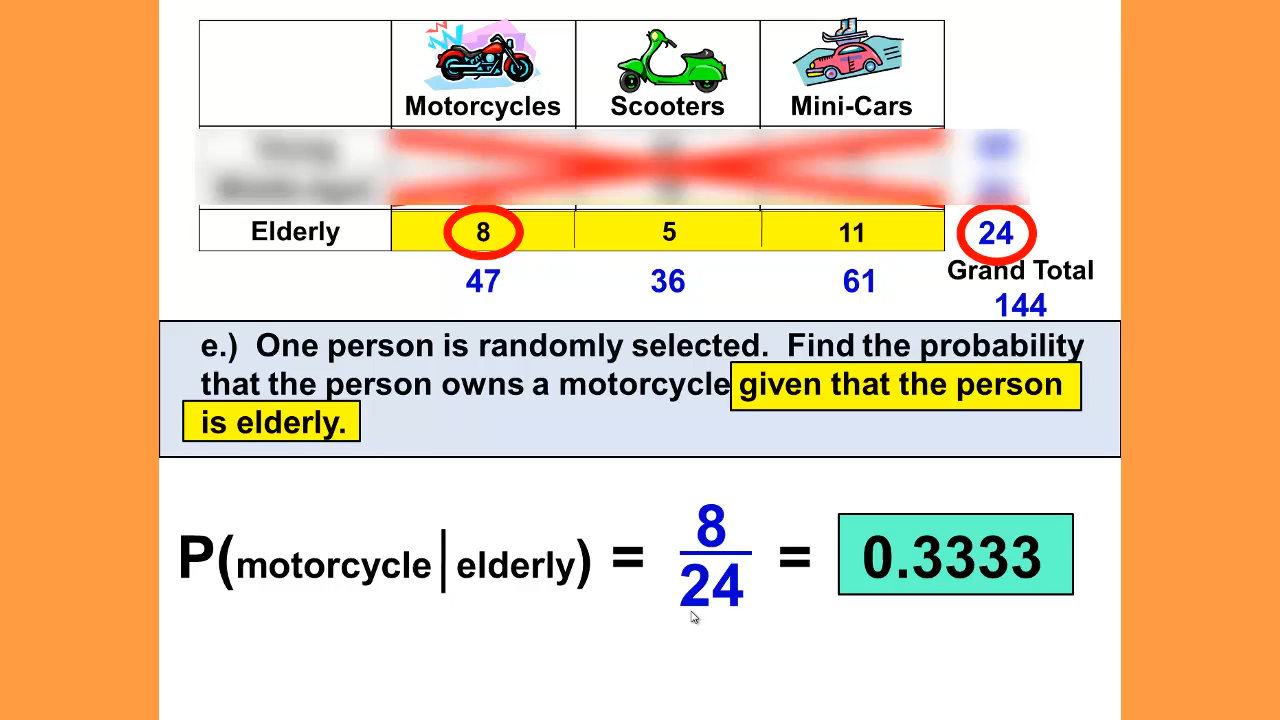 Motorcycles Scooters Mini-Cars
Elderly 8 5 11 24
47 36 61 Grand Total
144
e.) One person is randomly selected. Find the probability
that the person owns a motorcycle given that the person
is elderly.
P(motorcycle|elderly) = 8/24 = 0.3333